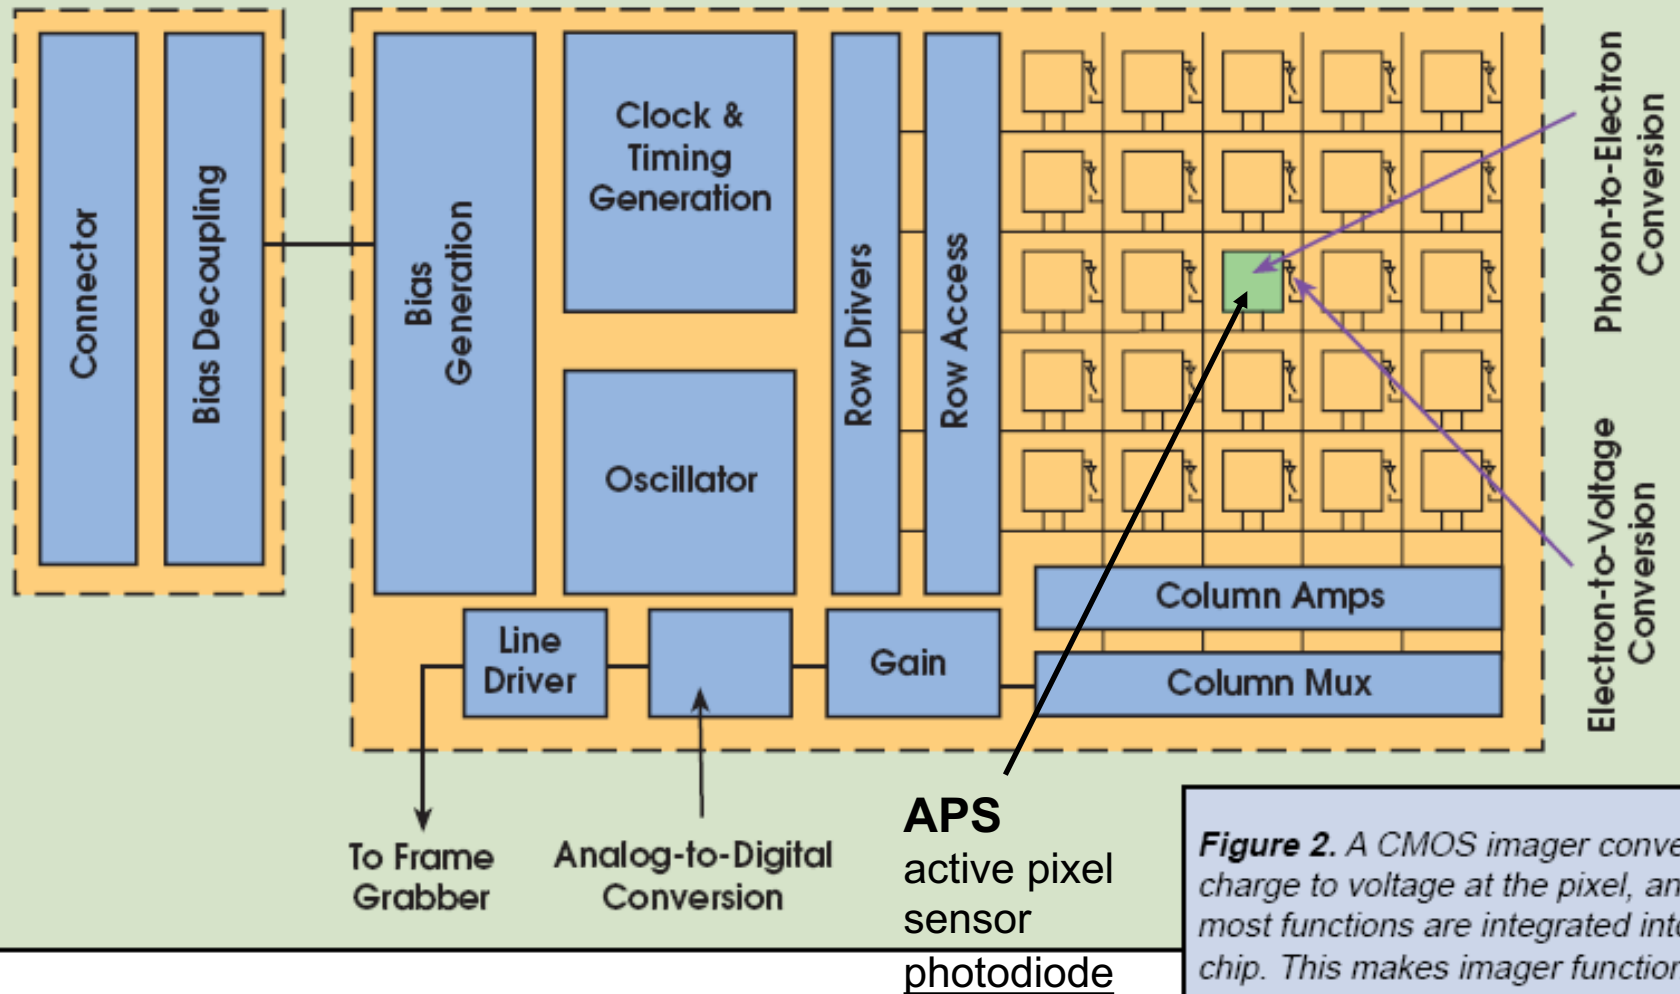 Connector
Bias Decoupling
Bias
Generation
Clock &
Timing
Generation
Oscillator
Row Drivers
Row Access
Photon-to-Electron
Conversion
Electron-to-Voltage
Conversion
Column Amps
Column Mux
Gain
Line
Driver
To Frame
Grabber
Analog-to-Digital
Conversion
APS
active pixel
sensor
photodiode
Figure 2. A CMOS imager conve
charge to voltage at the pixel, an
most functions are integrated int
chip. This makes imager function